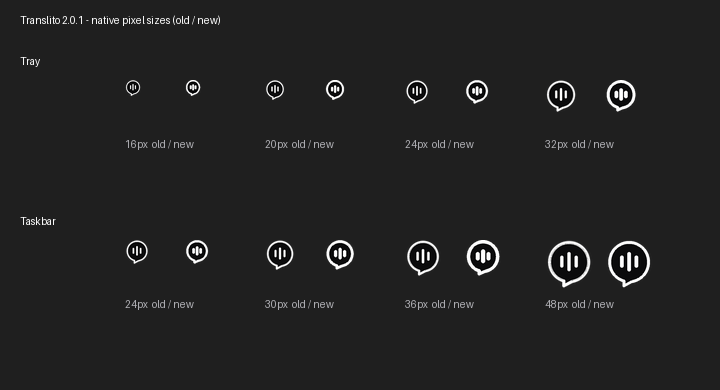 Translito 2.0.1 - native pixel sizes (old / new)
Tray
16px old / new 20px old / new 24px old / new 32px old / new
Taskbar
24px old / new 30px old / new 36px old / new 48px old / new